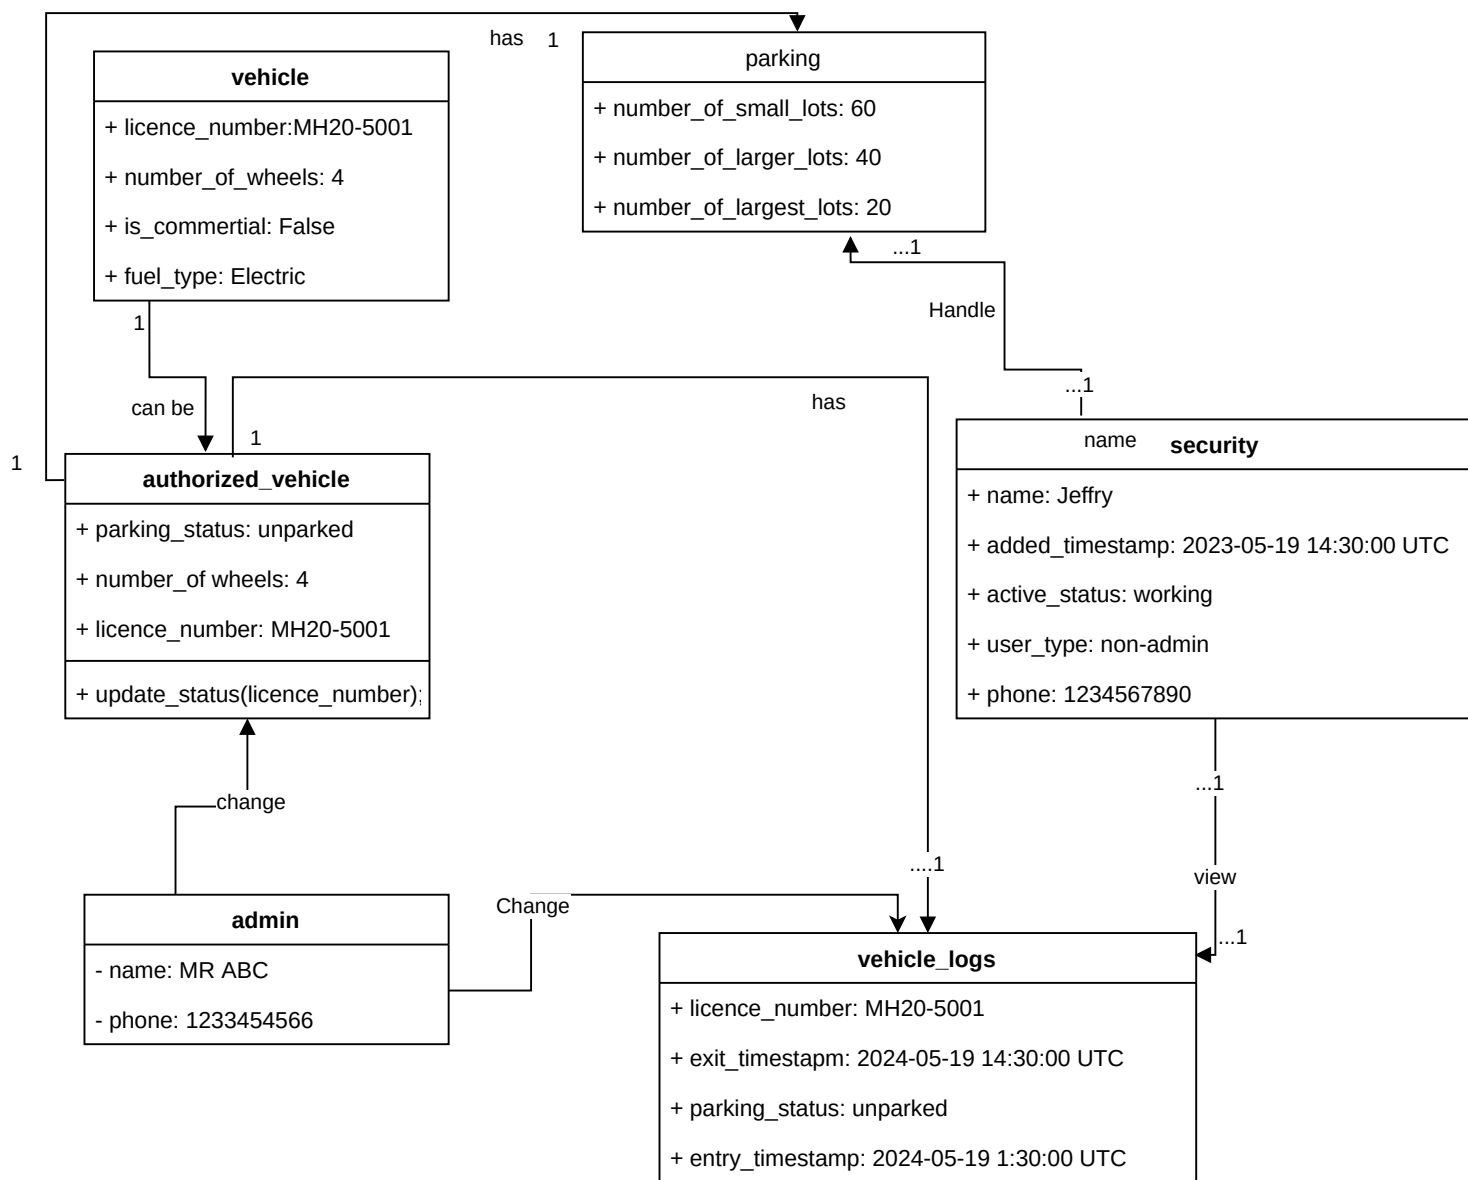 has 1
parking
+ number_of_small_lots: 60
+ number_of_larger_lots: 40
+ number_of_largest_lots: 20
vehicle
+ licence_number:MH20-5001
+ number_of_wheels: 4
+ is_commertial: False
+ fuel_type: Electric
...1
Handle
...1
1
can be
has
1
1
authorized_vehicle
+ parking_status: unparked
+ number_of wheels: 4
+ licence_number: MH20-5001
+ update_status(licence_number);
name
security
+ name: Jeffry
+ added_timestamp: 2023-05-19 14:30:00 UTC
+ active_status: working
+ user_type: non-admin
+ phone: 1234567890
change
...1
view
...1
....1
admin
- name: MR ABC
- phone: 1233454566
Change
vehicle_logs
+ licence_number: MH20-5001
+ exit_timestapm: 2024-05-19 14:30:00 UTC
+ parking_status: unparked
+ entry_timestamp: 2024-05-19 1:30:00 UTC